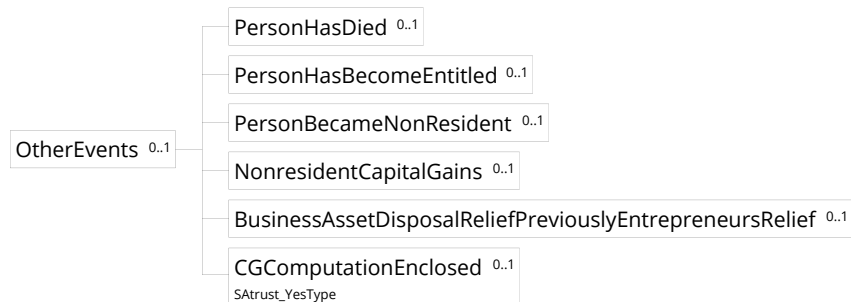 PersonHasDied 0..1
PersonHasBecomeEntitled 0..1
PersonBecameNonResident 0..1
OtherEvents 0..1
NonresidentCapitalGains 0..1
BusinessAssetDisposalReliefPreviouslyEntrepreneursRelief 0..1
CGComputationEnclosed 0..1
SAtrust_YesType